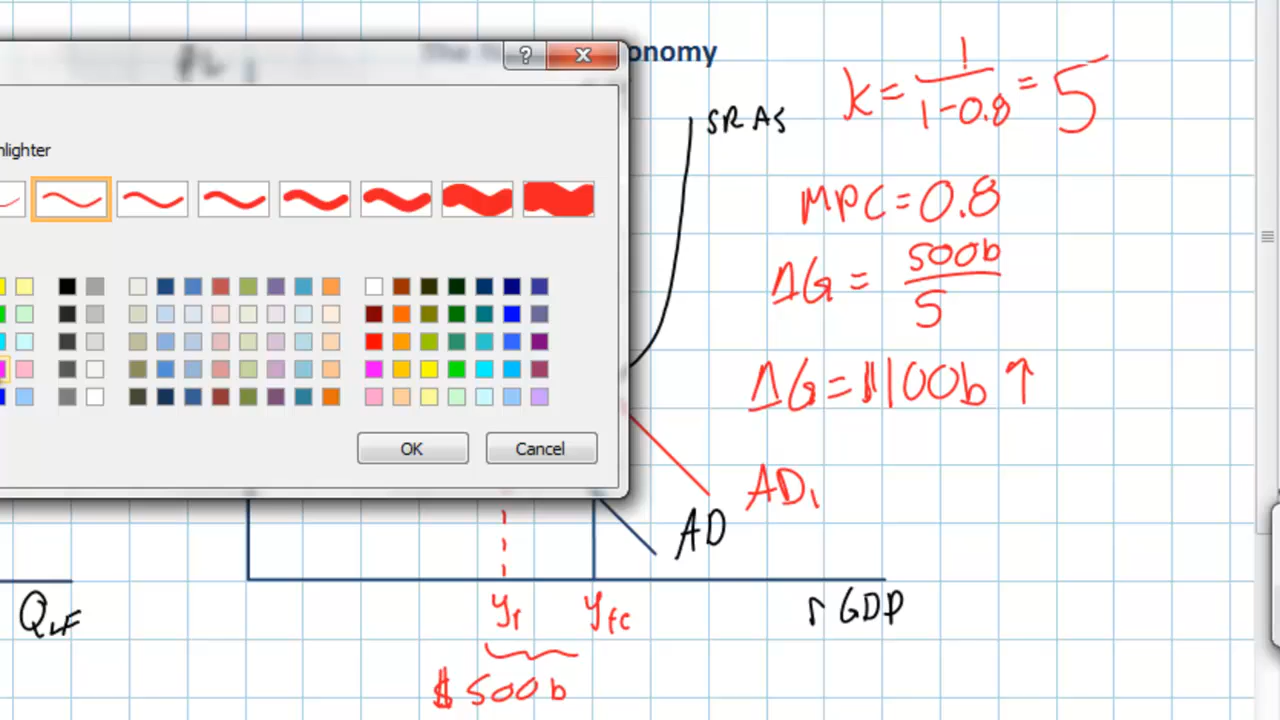 onomy
?
hlighter
OK
Cancel
SRAS
k = 1/(1-0.8) = 5
MPC = 0.8
ΔG = 500b/5
ΔG = $100b ↑
AD₁
AD
QLF
Y₁
Yfc
rGDP
$500b